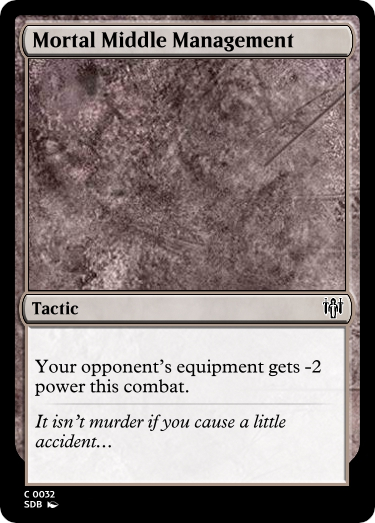 Mortal Middle Management
Tactic
Your opponent's equipment gets -2
power this combat.
It isn't murder if you cause a little
accident...
C 0032
SDB